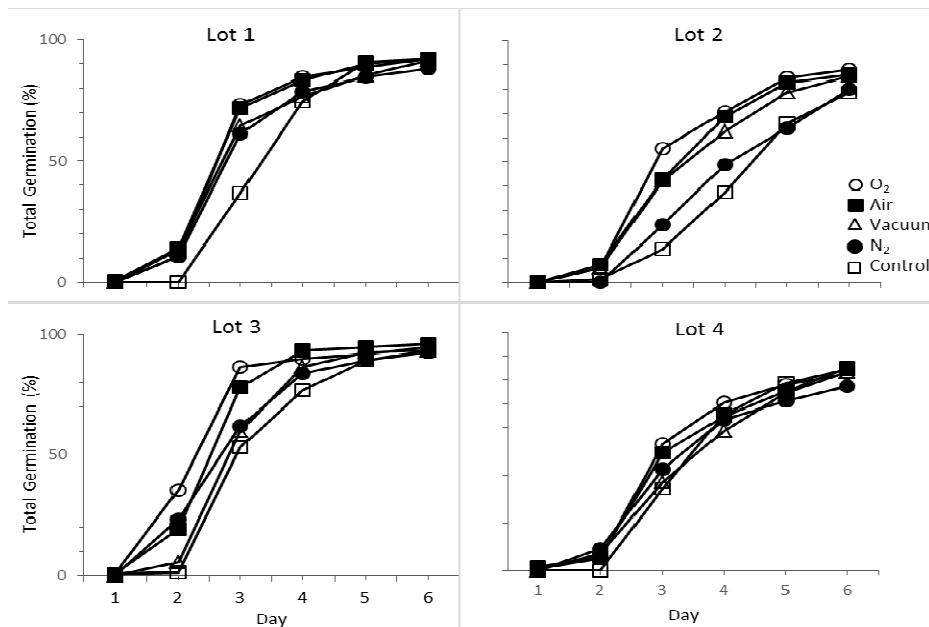 Lot 1
Lot 2
100
50
0
Total Germination (%)
O₂
Air
Vacuum
N₂
Control
Lot 3
Lot 4
100
50
0
Total Germination (%)
1 2 3 4 5 6
Day
1 2 3 4 5 6
Day